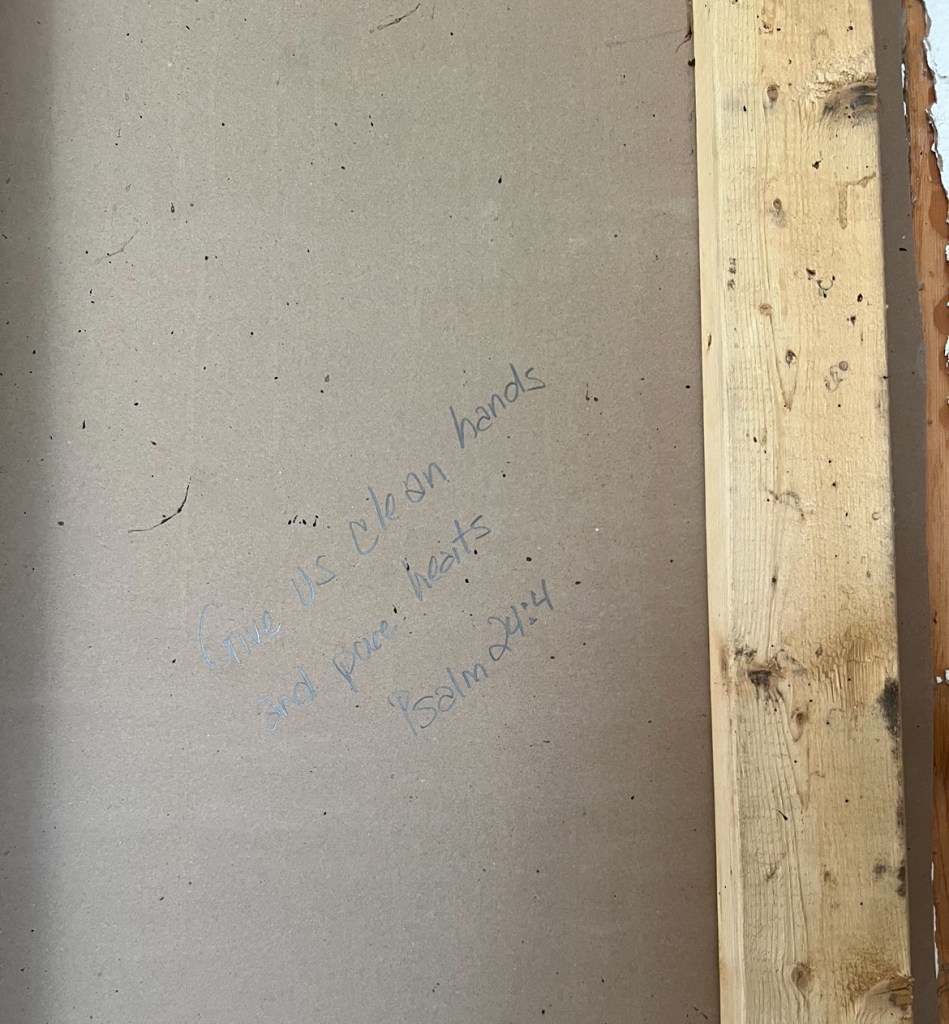 Give us clean hands
and pure hearts
Psalm 24:4